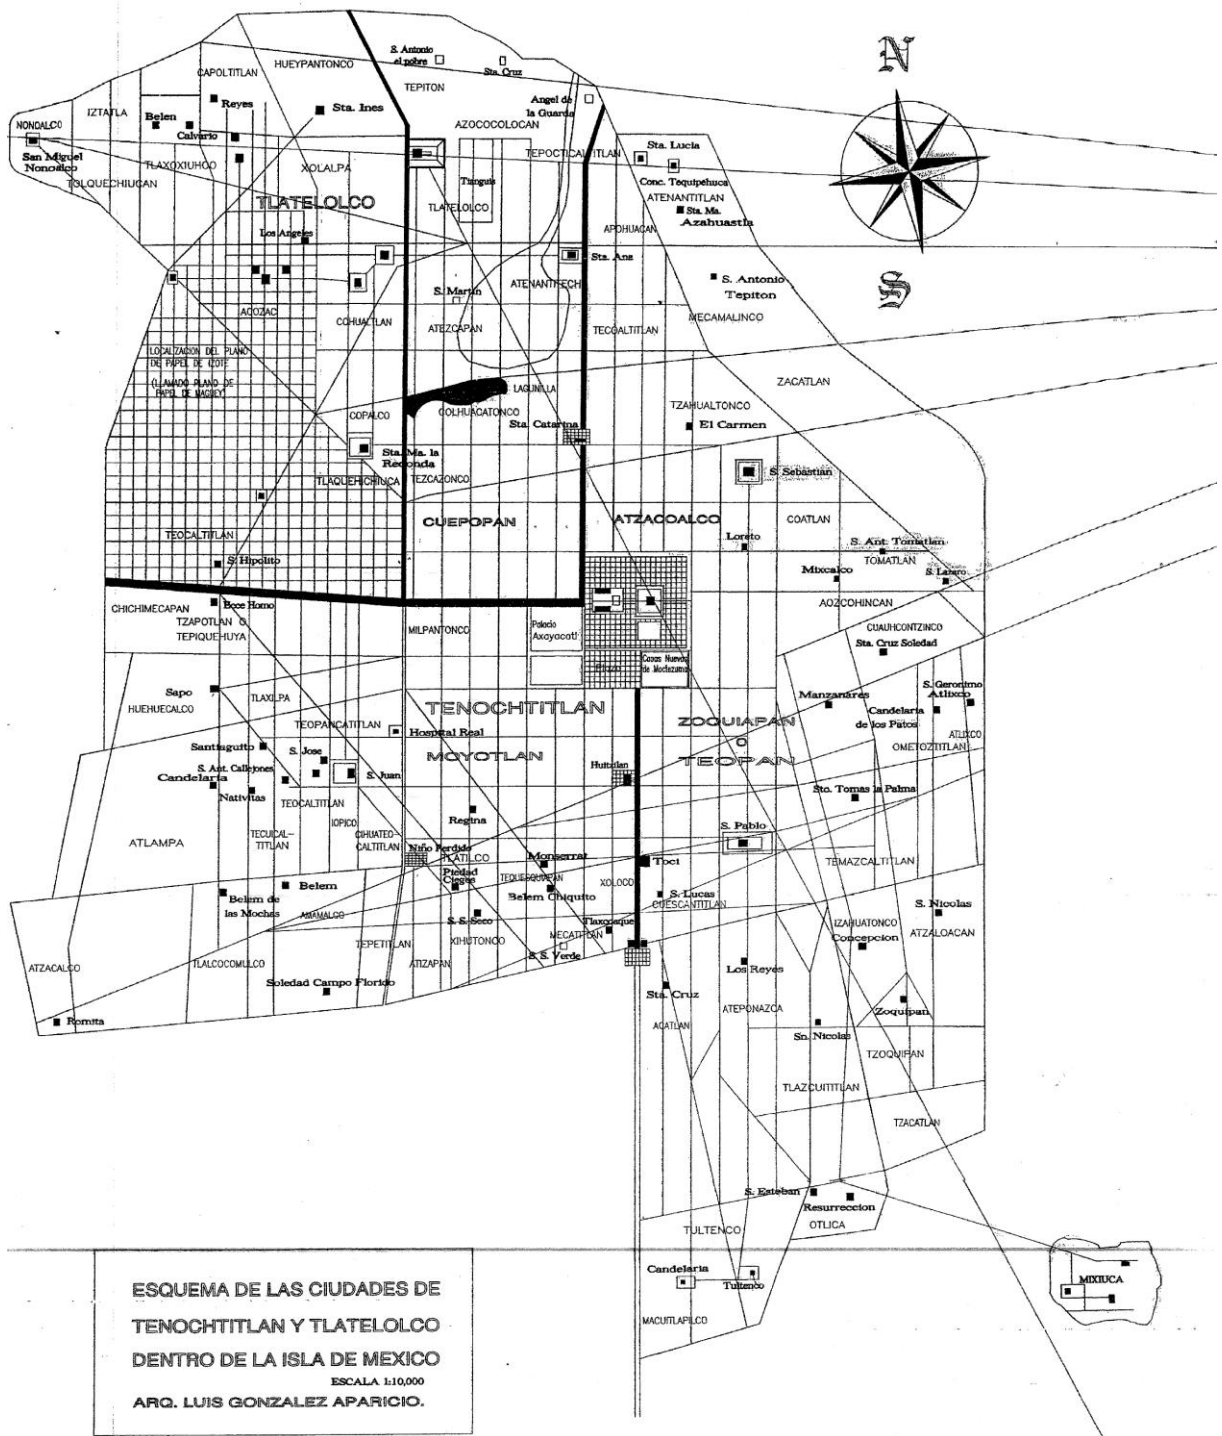 N
S. Antonio
el pobre
Sta. Cruz
HUEYPANTONCO
CAPOLTITLAN
TEPITON
Reyes
Sta. Ines
Angel de
la Guarda
IZTATLA
Belen
Calvario
NONOALCO
San Miguel
Nonoalco
AZOCOCOLOCAN
TEPOCTICALTITLAN
Sta. Lucia
Conc. Tequipehuca
ATENANTITLAN
Sta. Ma.
Azahuastla
TLAXOXIUHCO
XOLALPA
TOLQUECHIUCAN
Tianguis
TLATELOLCO
TLATELOLCO
Los Angeles
APOHUACAN
Sta. Ana
S. Antonio
Tepiton
S
S. Martin
ATENANTITECH
ACOZAC
COHUATLAN
ATEZCAPAN
TECOALTITLAN
MECAMALINCO
LOCALIZACION DEL PLANO
DE PAPEL DE IZOTE
(LLAMADO PLANO DE
PAPEL DE MAGUEY)
LAGUNILLA
ZACATLAN
COPALCO
COLHUACATONCO
TZAHUALTONCO
Sta. Catarina
El Carmen
Sta. Ma. la
Redonda
TLAQUEHICHIUCA
TEZCAZONCO
S. Sebastian
CUEPOPAN
ATZACOALCO
COATLAN
TEOCALTITLAN
Loreto
S. Ant. Tomatlan
TOMATLAN
S. Hipolito
Mixcalco
S. Lazaro
CHICHIMECAPAN
Ecce Homo
TZAPOTLAN O
TEPIQUEHUYA
MILPANTONCO
Palacio
Axayacatl
AOZCOHINCAN
CUAUHCONTZINCO
Sta. Cruz Soledad
Plaza
Casas Nuevas
de Moctezuma
Sapo
HUEHUECALCO
TLAXILPA
TEOPANCATITLAN
TENOCHTITLAN
MOYOTLAN
Hospital Real
ZOQUIAPAN
O
TEOPAN
Manzanares
S. Geronimo
Atlixco
Candelaria
de los Patos
ATLIXCO
OMETOZTITLAN
Santiaguito
S. Jose
S. Juan
S. Ant. Callejones
Candelaria
Nativitas
TEOCALTITLAN
Huitzilan
Sto. Tomas la Palma
Regina
S. Pablo
ATLAMPA
TECUICAL-
TITLAN
IOPICO
CIHUATEO-
CALTITLAN
Niño Perdido
TLATILCO
Monserrat
Toci
TEMAZCALTITLAN
Piedad
Ciegos
TEQUESQUIPAN
Belem Chiquito
XOLOCO
S. Lucas
CUESCANTITLAN
Belem
Belem de
las Mochas
AMAMALCO
S. S. Seco
XIHUTONCO
Tlaxcoaque
MECATITLAN
S. S. Verde
S. Nicolas
ATZALOACAN
IZAHUATONCO
Concepcion
TEPETITLAN
ATIZAPAN
ATZACALCO
TLALCOCOMULCO
Soledad Campo Florido
Los Reyes
Sta. Cruz
ATEPONAZCA
ACATLAN
Zoquipan
Romita
Sn. Nicolas
TZOQUIPAN
TLAZCUITITLAN
TZACATLAN
S. Esteban
Resurreccion
OTLICA
TULTENCO
Candelaria
Tultenco
MIXIUCA
MACUITLAPILCO
ESQUEMA DE LAS CIUDADES DE
TENOCHTITLAN Y TLATELOLCO
DENTRO DE LA ISLA DE MEXICO
ESCALA 1:10,000
ARQ. LUIS GONZALEZ APARICIO.